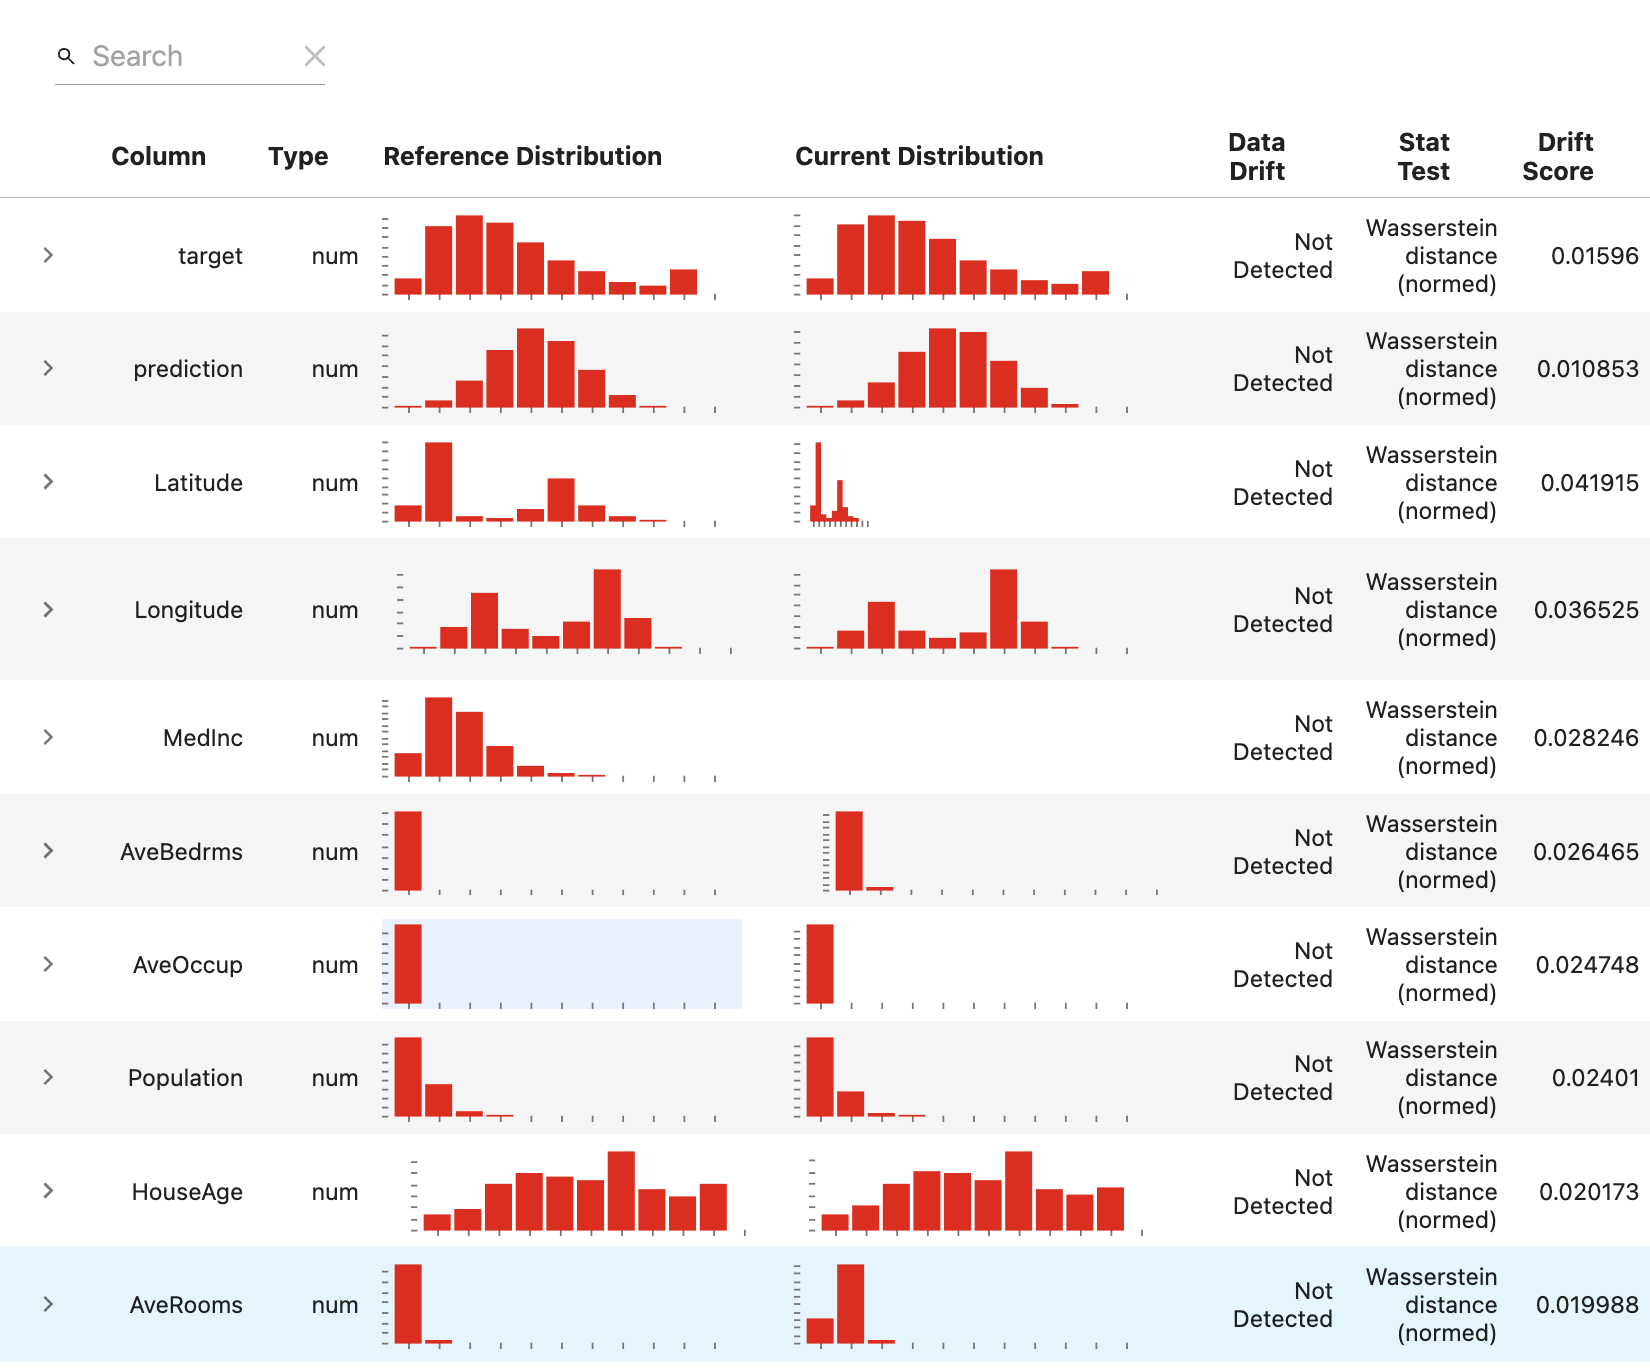 Search
Column Type Reference Distribution Current Distribution Data Drift Stat Test Drift Score
target num Not Detected Wasserstein distance (normed) 0.01596
prediction num Not Detected Wasserstein distance (normed) 0.010853
Latitude num Not Detected Wasserstein distance (normed) 0.041915
Longitude num Not Detected Wasserstein distance (normed) 0.036525
MedInc num Not Detected Wasserstein distance (normed) 0.028246
AveBedrms num Not Detected Wasserstein distance (normed) 0.026465
AveOccup num Not Detected Wasserstein distance (normed) 0.024748
Population num Not Detected Wasserstein distance (normed) 0.02401
HouseAge num Not Detected Wasserstein distance (normed) 0.020173
AveRooms num Not Detected Wasserstein distance (normed) 0.019988